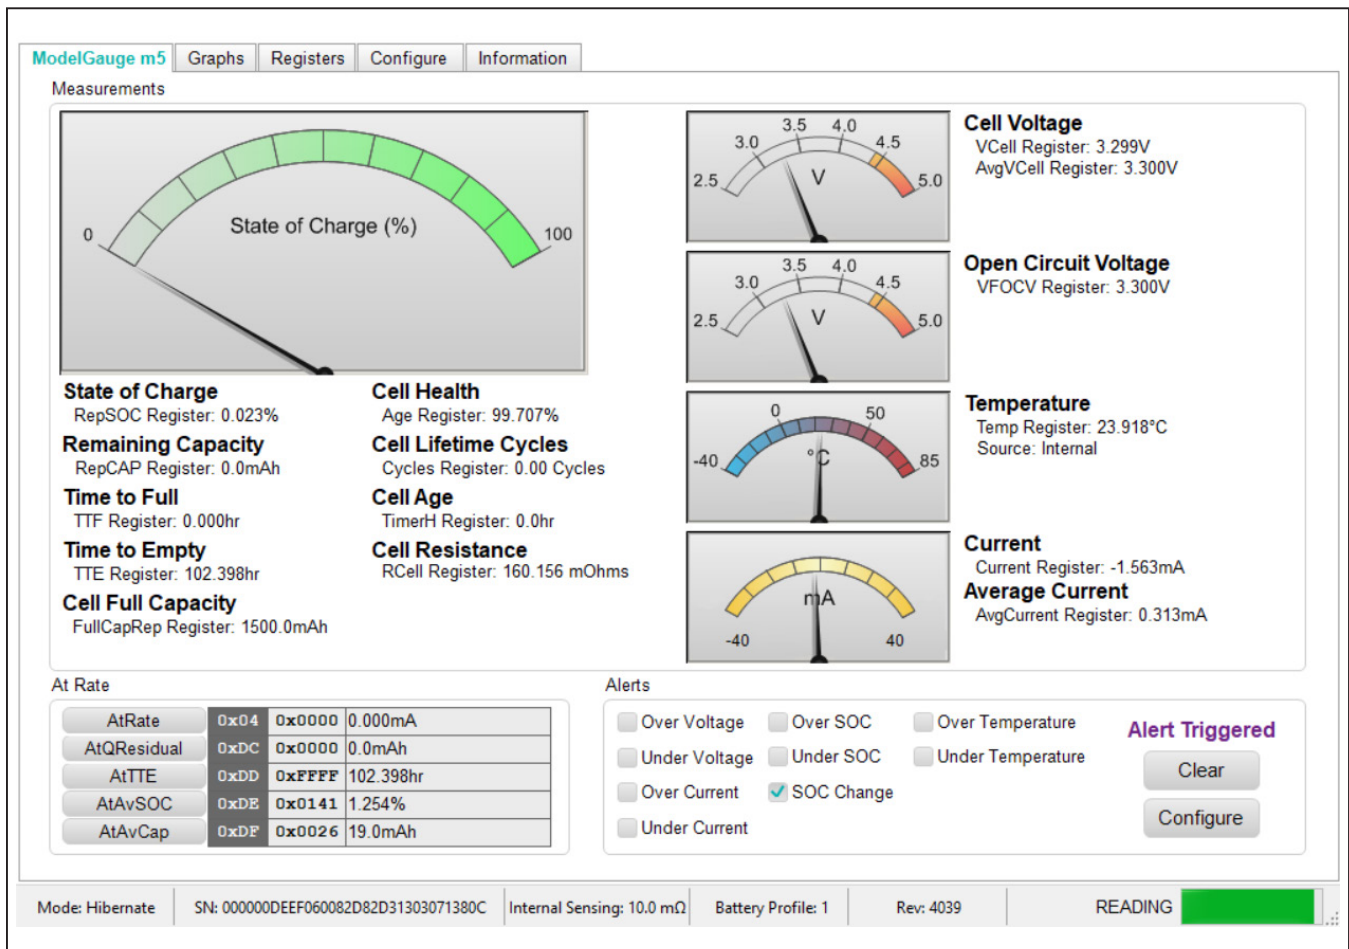 ModelGauge m5 Graphs Registers Configure Information
Measurements
0
State of Charge (%)
100
State of Charge
RepSOC Register: 0.023%
Remaining Capacity
RepCAP Register: 0.0mAh
Time to Full
TTF Register: 0.000hr
Time to Empty
TTE Register: 102.398hr
Cell Full Capacity
FullCapRep Register: 1500.0mAh
Cell Health
Age Register: 99.707%
Cell Lifetime Cycles
Cycles Register: 0.00 Cycles
Cell Age
TimerH Register: 0.0hr
Cell Resistance
RCell Register: 160.156 mOhms
2.5 3.0 3.5 4.0 4.5 5.0
V
Cell Voltage
VCell Register: 3.299V
AvgVCell Register: 3.300V
2.5 3.0 3.5 4.0 4.5 5.0
V
Open Circuit Voltage
VFOCV Register: 3.300V
-40 0 50 85
°C
Temperature
Temp Register: 23.918°C
Source: Internal
mA
-40 40
Current
Current Register: -1.563mA
Average Current
AvgCurrent Register: 0.313mA
At Rate
AtRate 0x04 0x0000 0.000mA
AtQResidual 0xDC 0x0000 0.0mAh
AtTTE 0xDD 0xFFFF 102.398hr
AtAvSOC 0xDE 0x0141 1.254%
AtAvCap 0xDF 0x0026 19.0mAh
Alerts
Over Voltage Over SOC Over Temperature
Under Voltage Under SOC Under Temperature
Over Current SOC Change
Under Current
Alert Triggered
Clear
Configure
Mode: Hibernate SN: 000000DEEF060082D82D31303071380C Internal Sensing: 10.0 mΩ Battery Profile: 1 Rev: 4039 READING